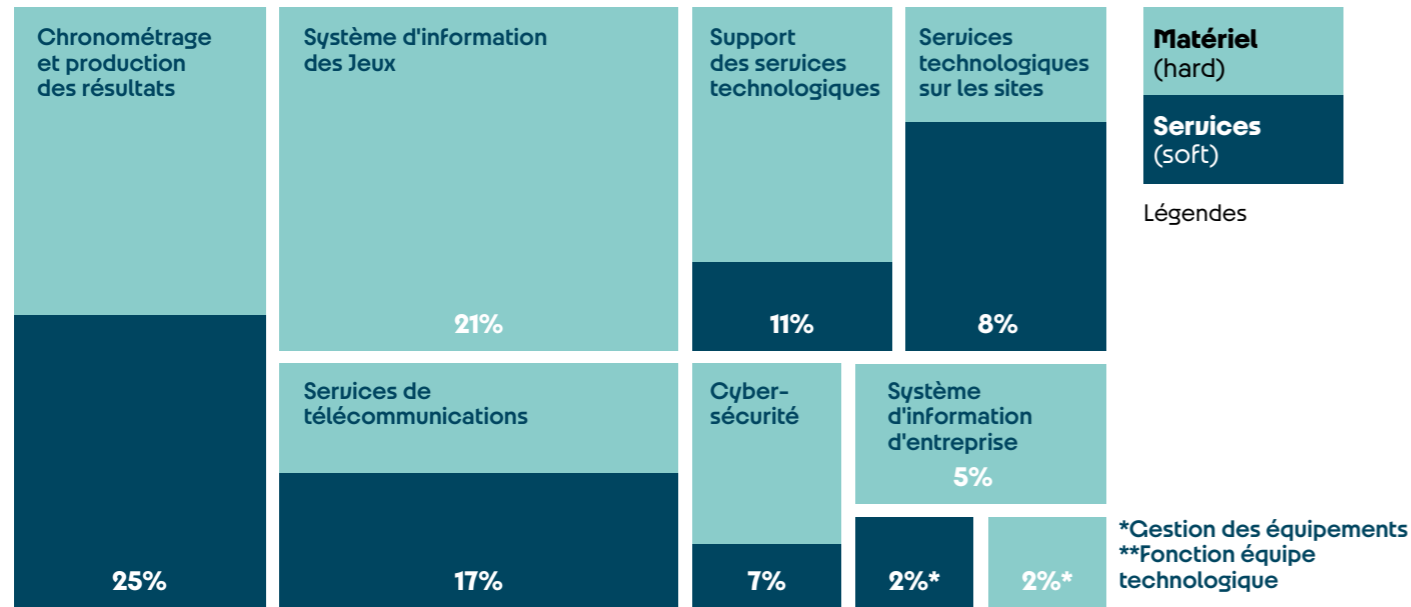 Chronométrage
et production
des résultats
25%
Système d'information
des Jeux
21%
Support
des services
technologiques
11%
Services
technologiques
sur les sites
8%
Services de
télécommunications
17%
Cyber-
sécurité
7%
Système
d'information
d'entreprise
5%
2%*
2%*
*Gestion des équipements
**Fonction équipe
technologique
Matériel
(hard)
Services
(soft)
Légendes